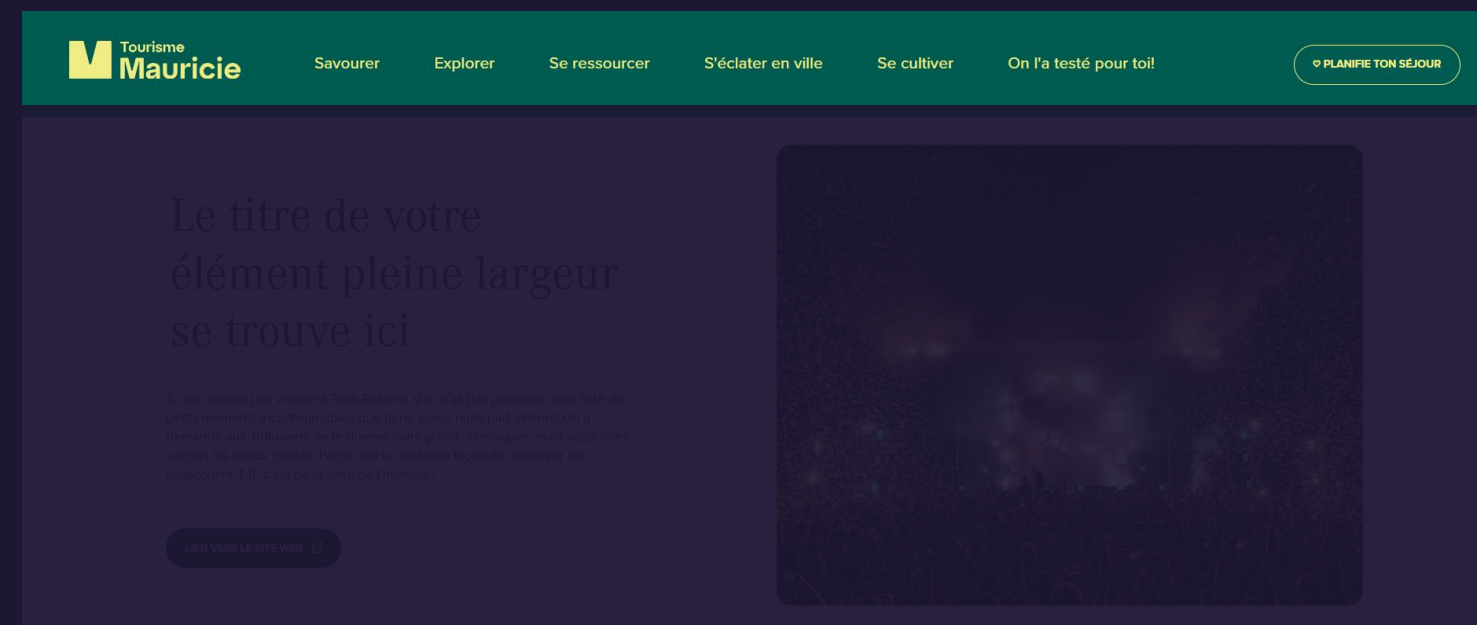 Tourisme
Mauricie
Savourer
Explorer
Se ressourcer
S'éclater en ville
Se cultiver
On l'a testé pour toi!
PLANIFIE TON SÉJOUR
Le titre de votre
élément pleine largeur
se trouve ici
Tu ne connais pas vraiment Trois-Rivières si tu n'as pas parcouru cette liste de
petits moments incontournables que tu ne vivras nulle part ailleurs! On a
demandé aux Trifluviens de te donner leurs grands classiques, mais aussi leurs
secrets les mieux gardés. Parce que la meilleure façon de découvrir ou
redécouvrir T-R, c'est de la vivre de l'intérieur!
LIEN VERS LE SITE WEB